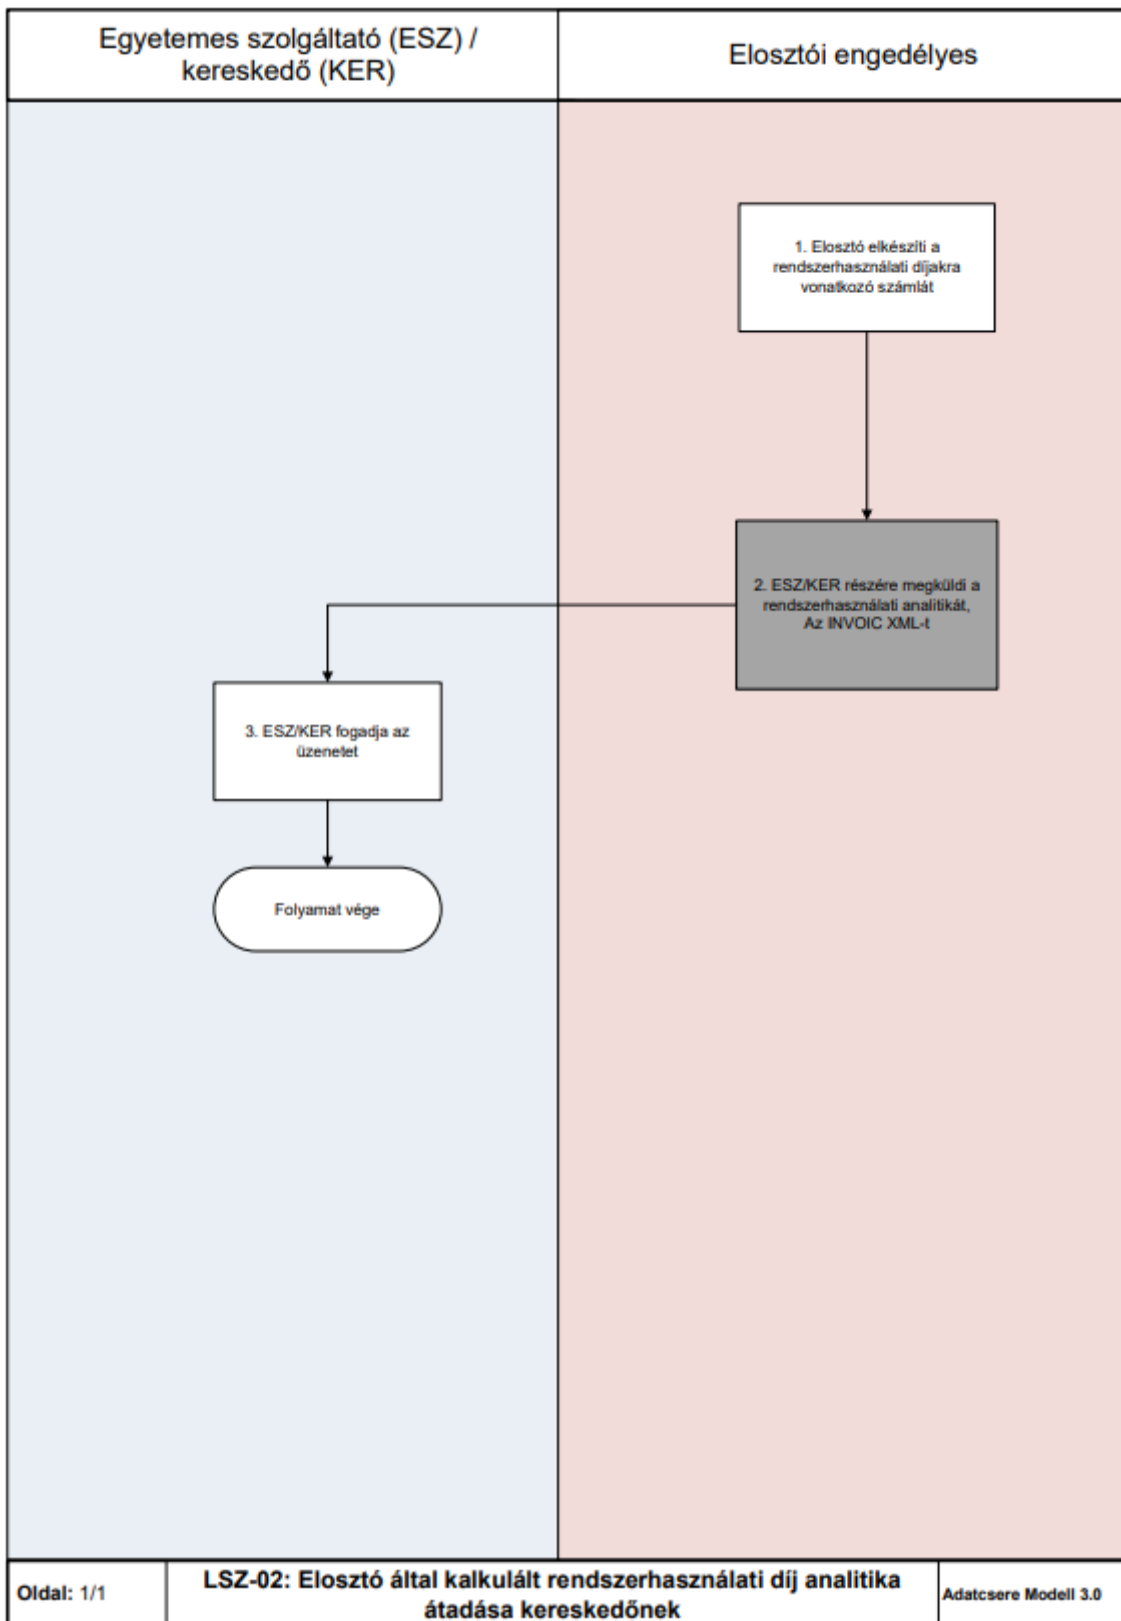 Egyetemes szolgáltató (ESZ) /
kereskedő (KER)
Elosztói engedélyes
1. Elosztó elkészíti a
rendszerhasználati díjakra
vonatkozó számlát
2. ESZ/KER részére megküldi a
rendszerhasználati analitikát,
Az INVOIC XML-t
3. ESZ/KER fogadja az
üzenetet
Folyamat vége
Oldal: 1/1
LSZ-02: Elosztó által kalkulált rendszerhasználati díj analitika
átadása kereskedőnek
Adatcsere Modell 3.0